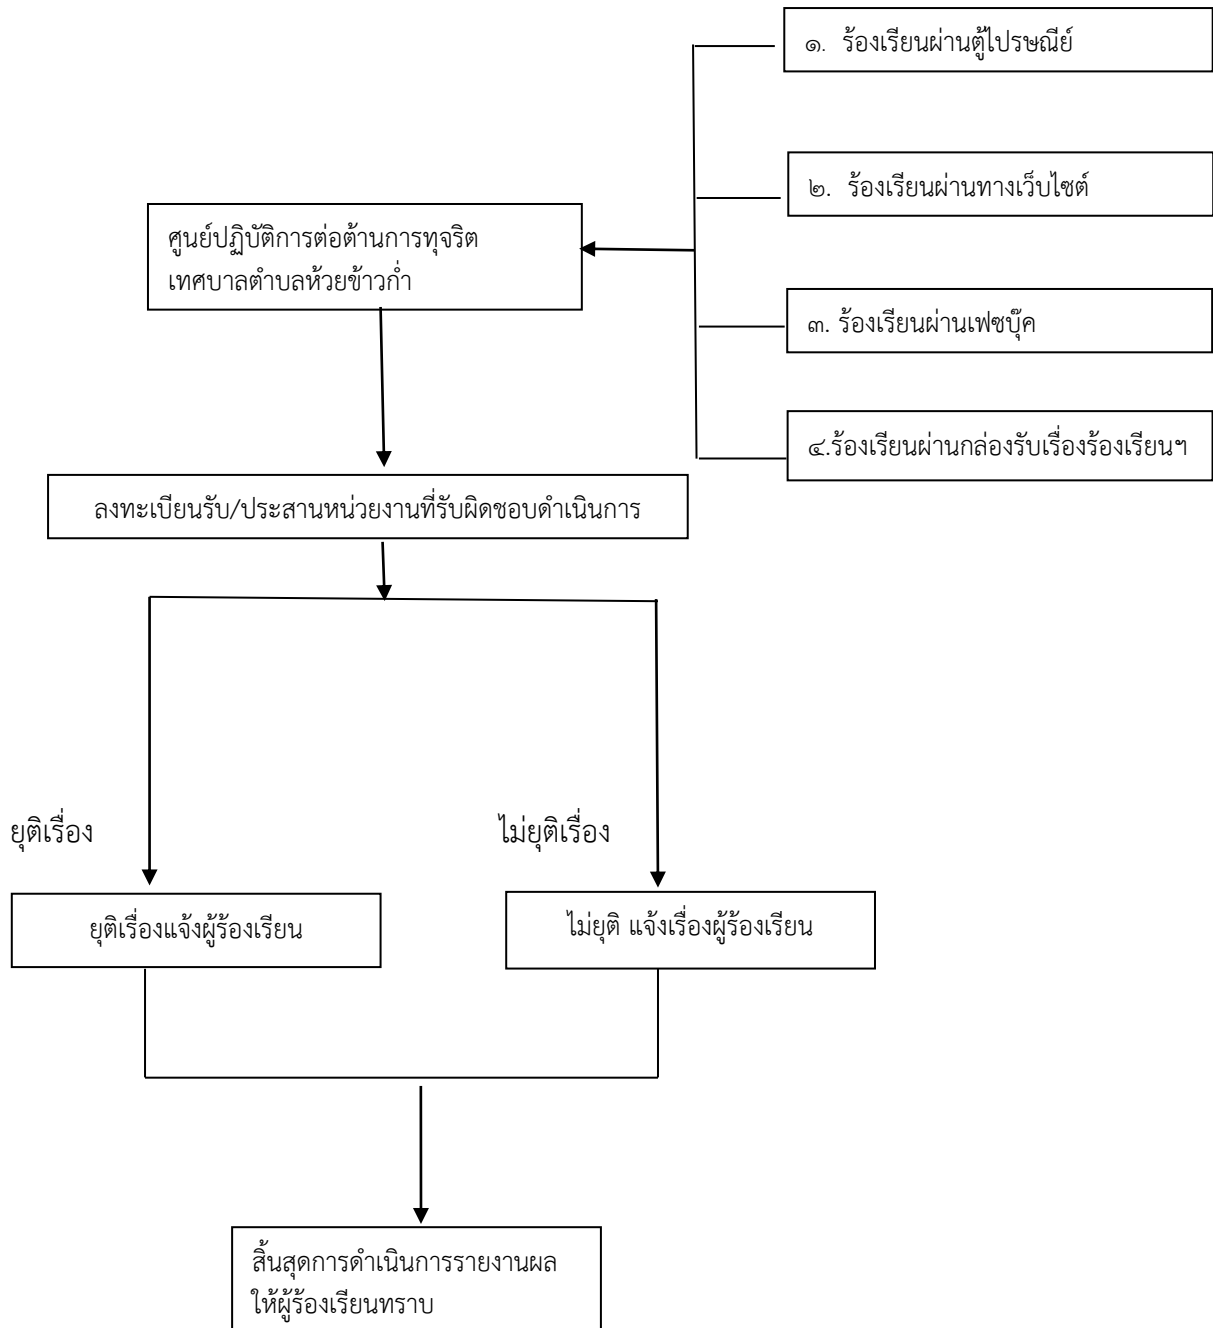 ๑. ร้องเรียนผ่านตู้ไปรษณีย์
๒. ร้องเรียนผ่านทางเว็บไซต์
ศูนย์ปฏิบัติการต่อต้านการทุจริต
เทศบาลตำบลห้วยข้าวก่ำ
๓. ร้องเรียนผ่านเฟซบุ๊ค
๔.ร้องเรียนผ่านกล่องรับเรื่องร้องเรียนฯ
ลงทะเบียนรับ/ประสานหน่วยงานที่รับผิดชอบดำเนินการ
ยุติเรื่อง
ไม่ยุติเรื่อง
ยุติเรื่องแจ้งผู้ร้องเรียน
ไม่ยุติ แจ้งเรื่องผู้ร้องเรียน
สิ้นสุดการดำเนินการรายงานผล
ให้ผู้ร้องเรียนทราบ